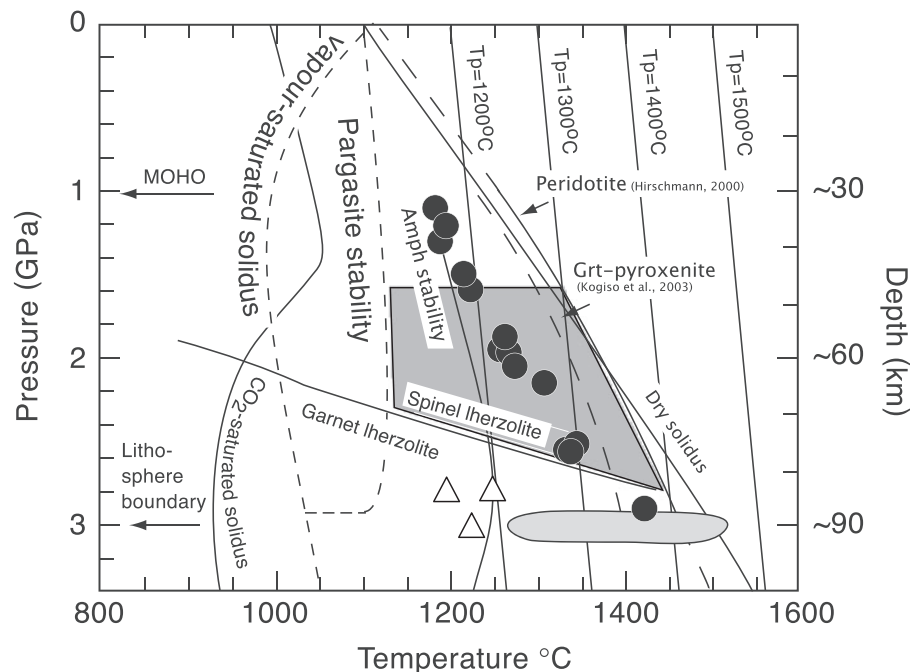 0
1
2
3
Pressure (GPa)
MOHO
Litho-
sphere
boundary
vapour-saturated solidus
Pargasite stability
Amph stability
CO2-saturated solidus
Garnet lherzolite
Spinel lherzolite
Tp=1200°C
Tp=1300°C
Tp=1400°C
Tp=1500°C
Peridotite (Hirschmann, 2000)
Grt-pyroxenite
(Kogiso et al., 2003)
Dry solidus
~30
~60
~90
Depth (km)
800
1000
1200
1400
1600
Temperature °C